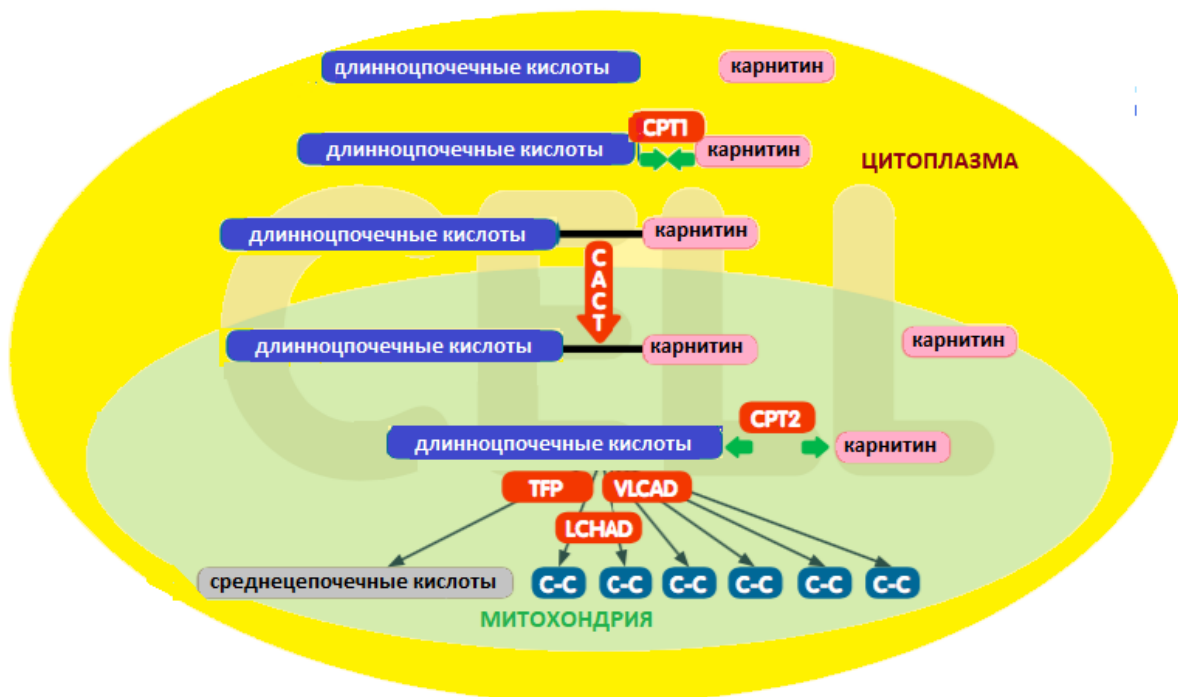 длинноцпочечные кислоты карнитин
CPT1
длинноцпочечные кислоты карнитин
ЦИТОПЛАЗМА
CELL
длинноцпочечные кислоты карнитин
CACT
длинноцпочечные кислоты карнитин
карнитин
CPT2
длинноцпочечные кислоты карнитин
TFP VLCAD
LCHAD
среднецепочечные кислоты C-C C-C C-C C-C C-C C-C
МИТОХОНДРИЯ